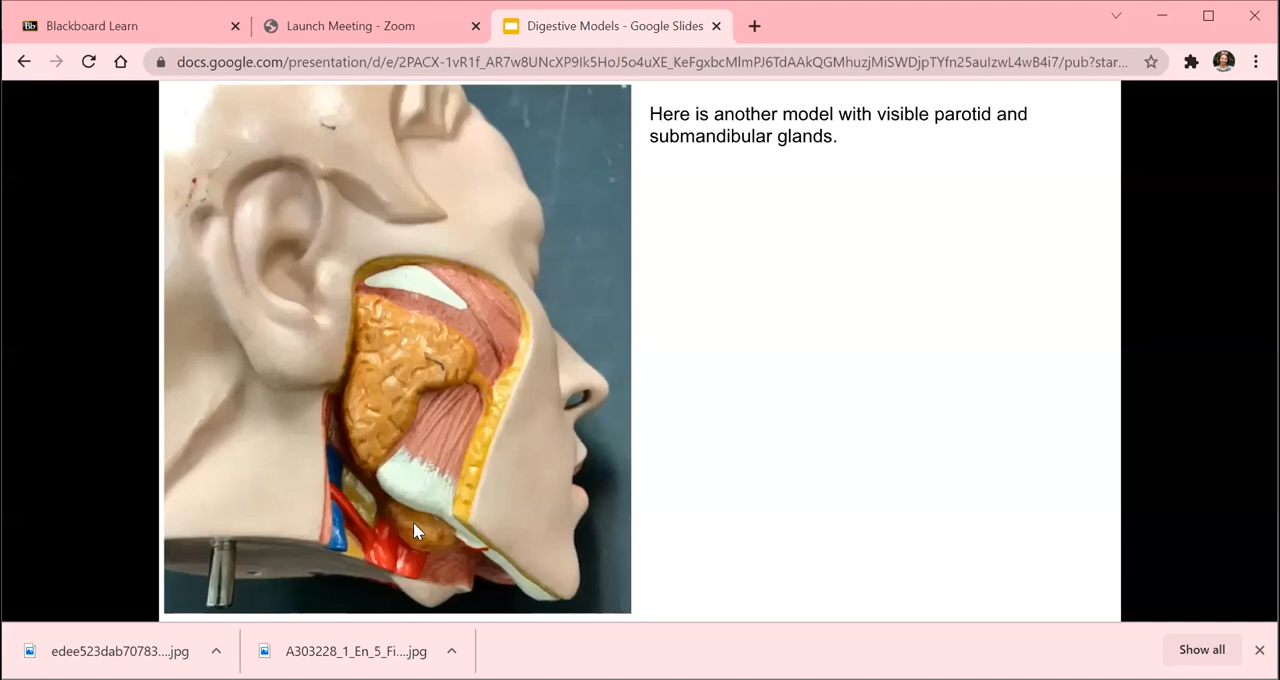 Blackboard Learn
Launch Meeting - Zoom
Digestive Models - Google Slides
docs.google.com/presentation/d/e/2PACX-1vR1f_AR7w8UNcXP9Ik5HoJ5o4uXE_KeFgxbcMlmPJ6TdAAkQGMhuzjMiSWDjpTYfn25auIzwL4wB4i7/pub?star...
Here is another model with visible parotid and
submandibular glands.
edee523dab70783....jpg
A303228_1_En_5_Fi....jpg
Show all